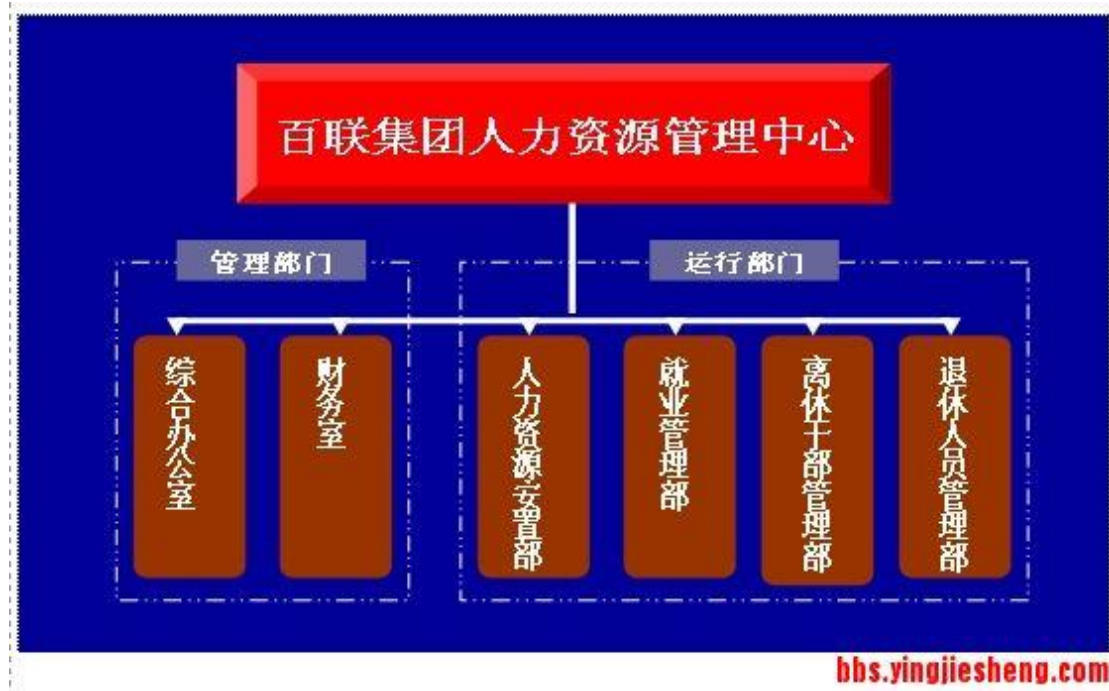 百联集团人力资源管理中心
管理部门
运行部门
综合办公室
财务室
人力资源安置部
就业管理部
离休干部管理部
退休人员管理部
bbs.yingjiesheng.com